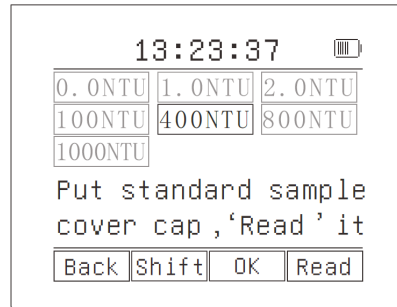 13:23:37
0.0NTU 1.0NTU 2.0NTU
100NTU 400NTU 800NTU
1000NTU
Put standard sample
cover cap ,‘Read ’ it
Back Shift OK Read